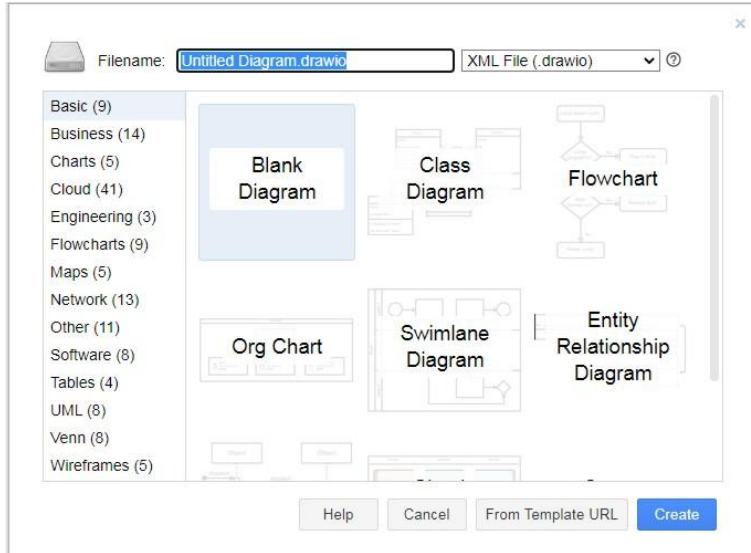 ×
Filename: Untitled Diagram.drawio XML File (.drawio)
Basic (9)
Business (14)
Charts (5)
Cloud (41)
Engineering (3)
Flowcharts (9)
Maps (5)
Network (13)
Other (11)
Software (8)
Tables (4)
UML (8)
Venn (8)
Wireframes (5)
Blank
Diagram
Class
Diagram
Flowchart
Org Chart
Swimlane
Diagram
Entity
Relationship
Diagram
Help Cancel From Template URL Create